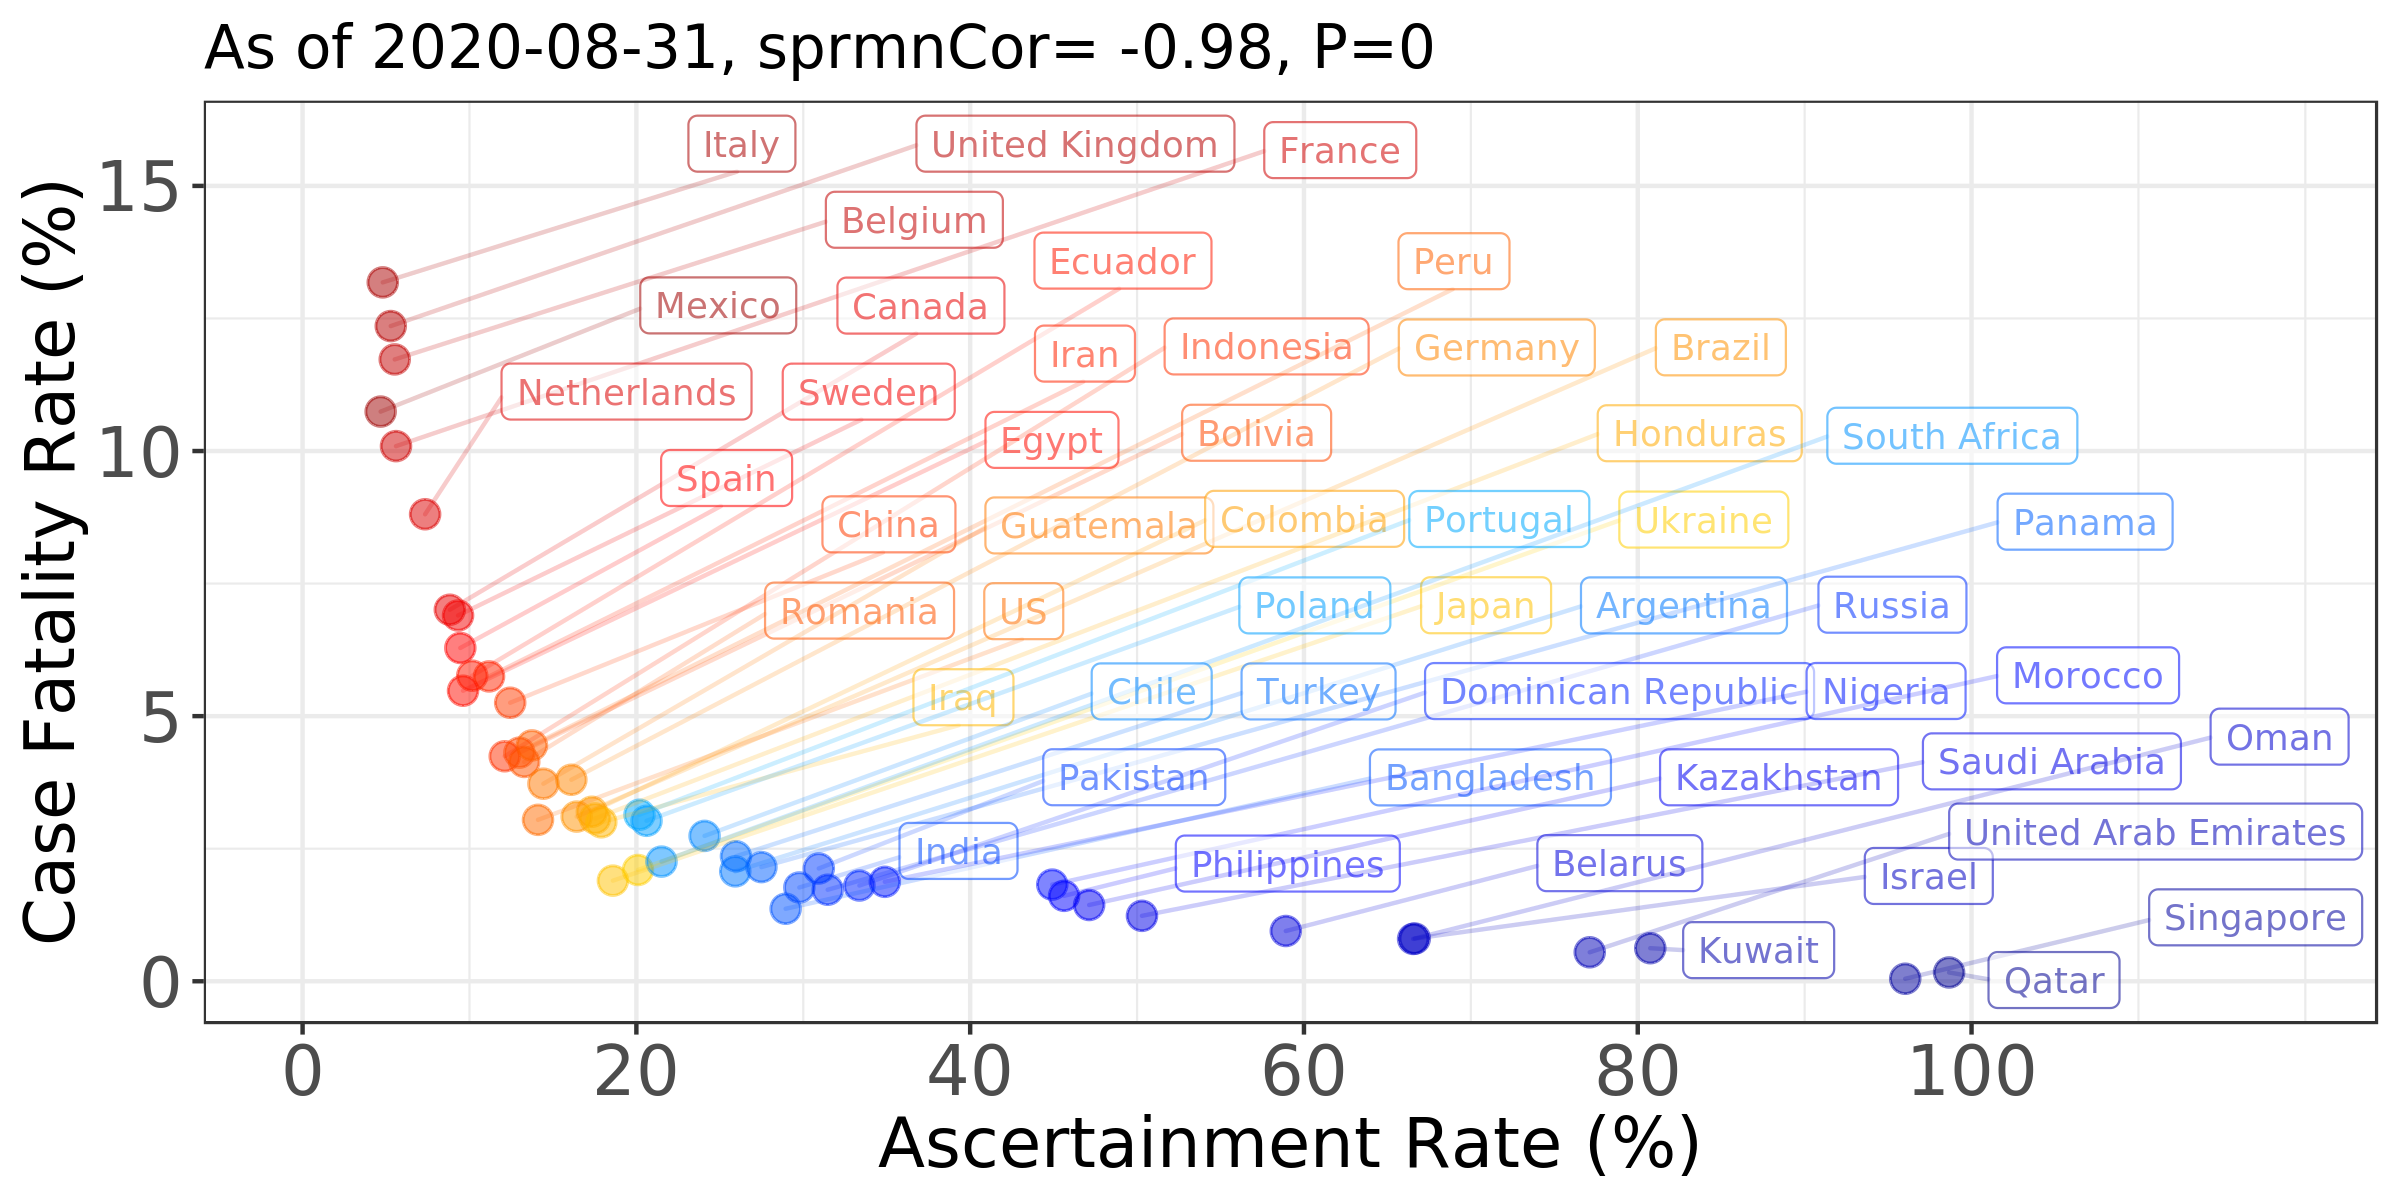 As of 2020-08-31, sprmnCor= -0.98, P=0
Case Fatality Rate (%)
15
10
5
0
Italy
United Kingdom
France
Belgium
Ecuador
Peru
Mexico
Canada
Iran
Indonesia
Germany
Brazil
Netherlands
Sweden
Egypt
Bolivia
Honduras
South Africa
Spain
China
Guatemala
Colombia
Portugal
Ukraine
Panama
Romania
US
Poland
Japan
Argentina
Russia
Iraq
Chile
Turkey
Dominican Republic
Nigeria
Morocco
Oman
Pakistan
Bangladesh
Kazakhstan
Saudi Arabia
United Arab Emirates
India
Philippines
Belarus
Israel
Singapore
Kuwait
Qatar
0 20 40 60 80 100
Ascertainment Rate (%)